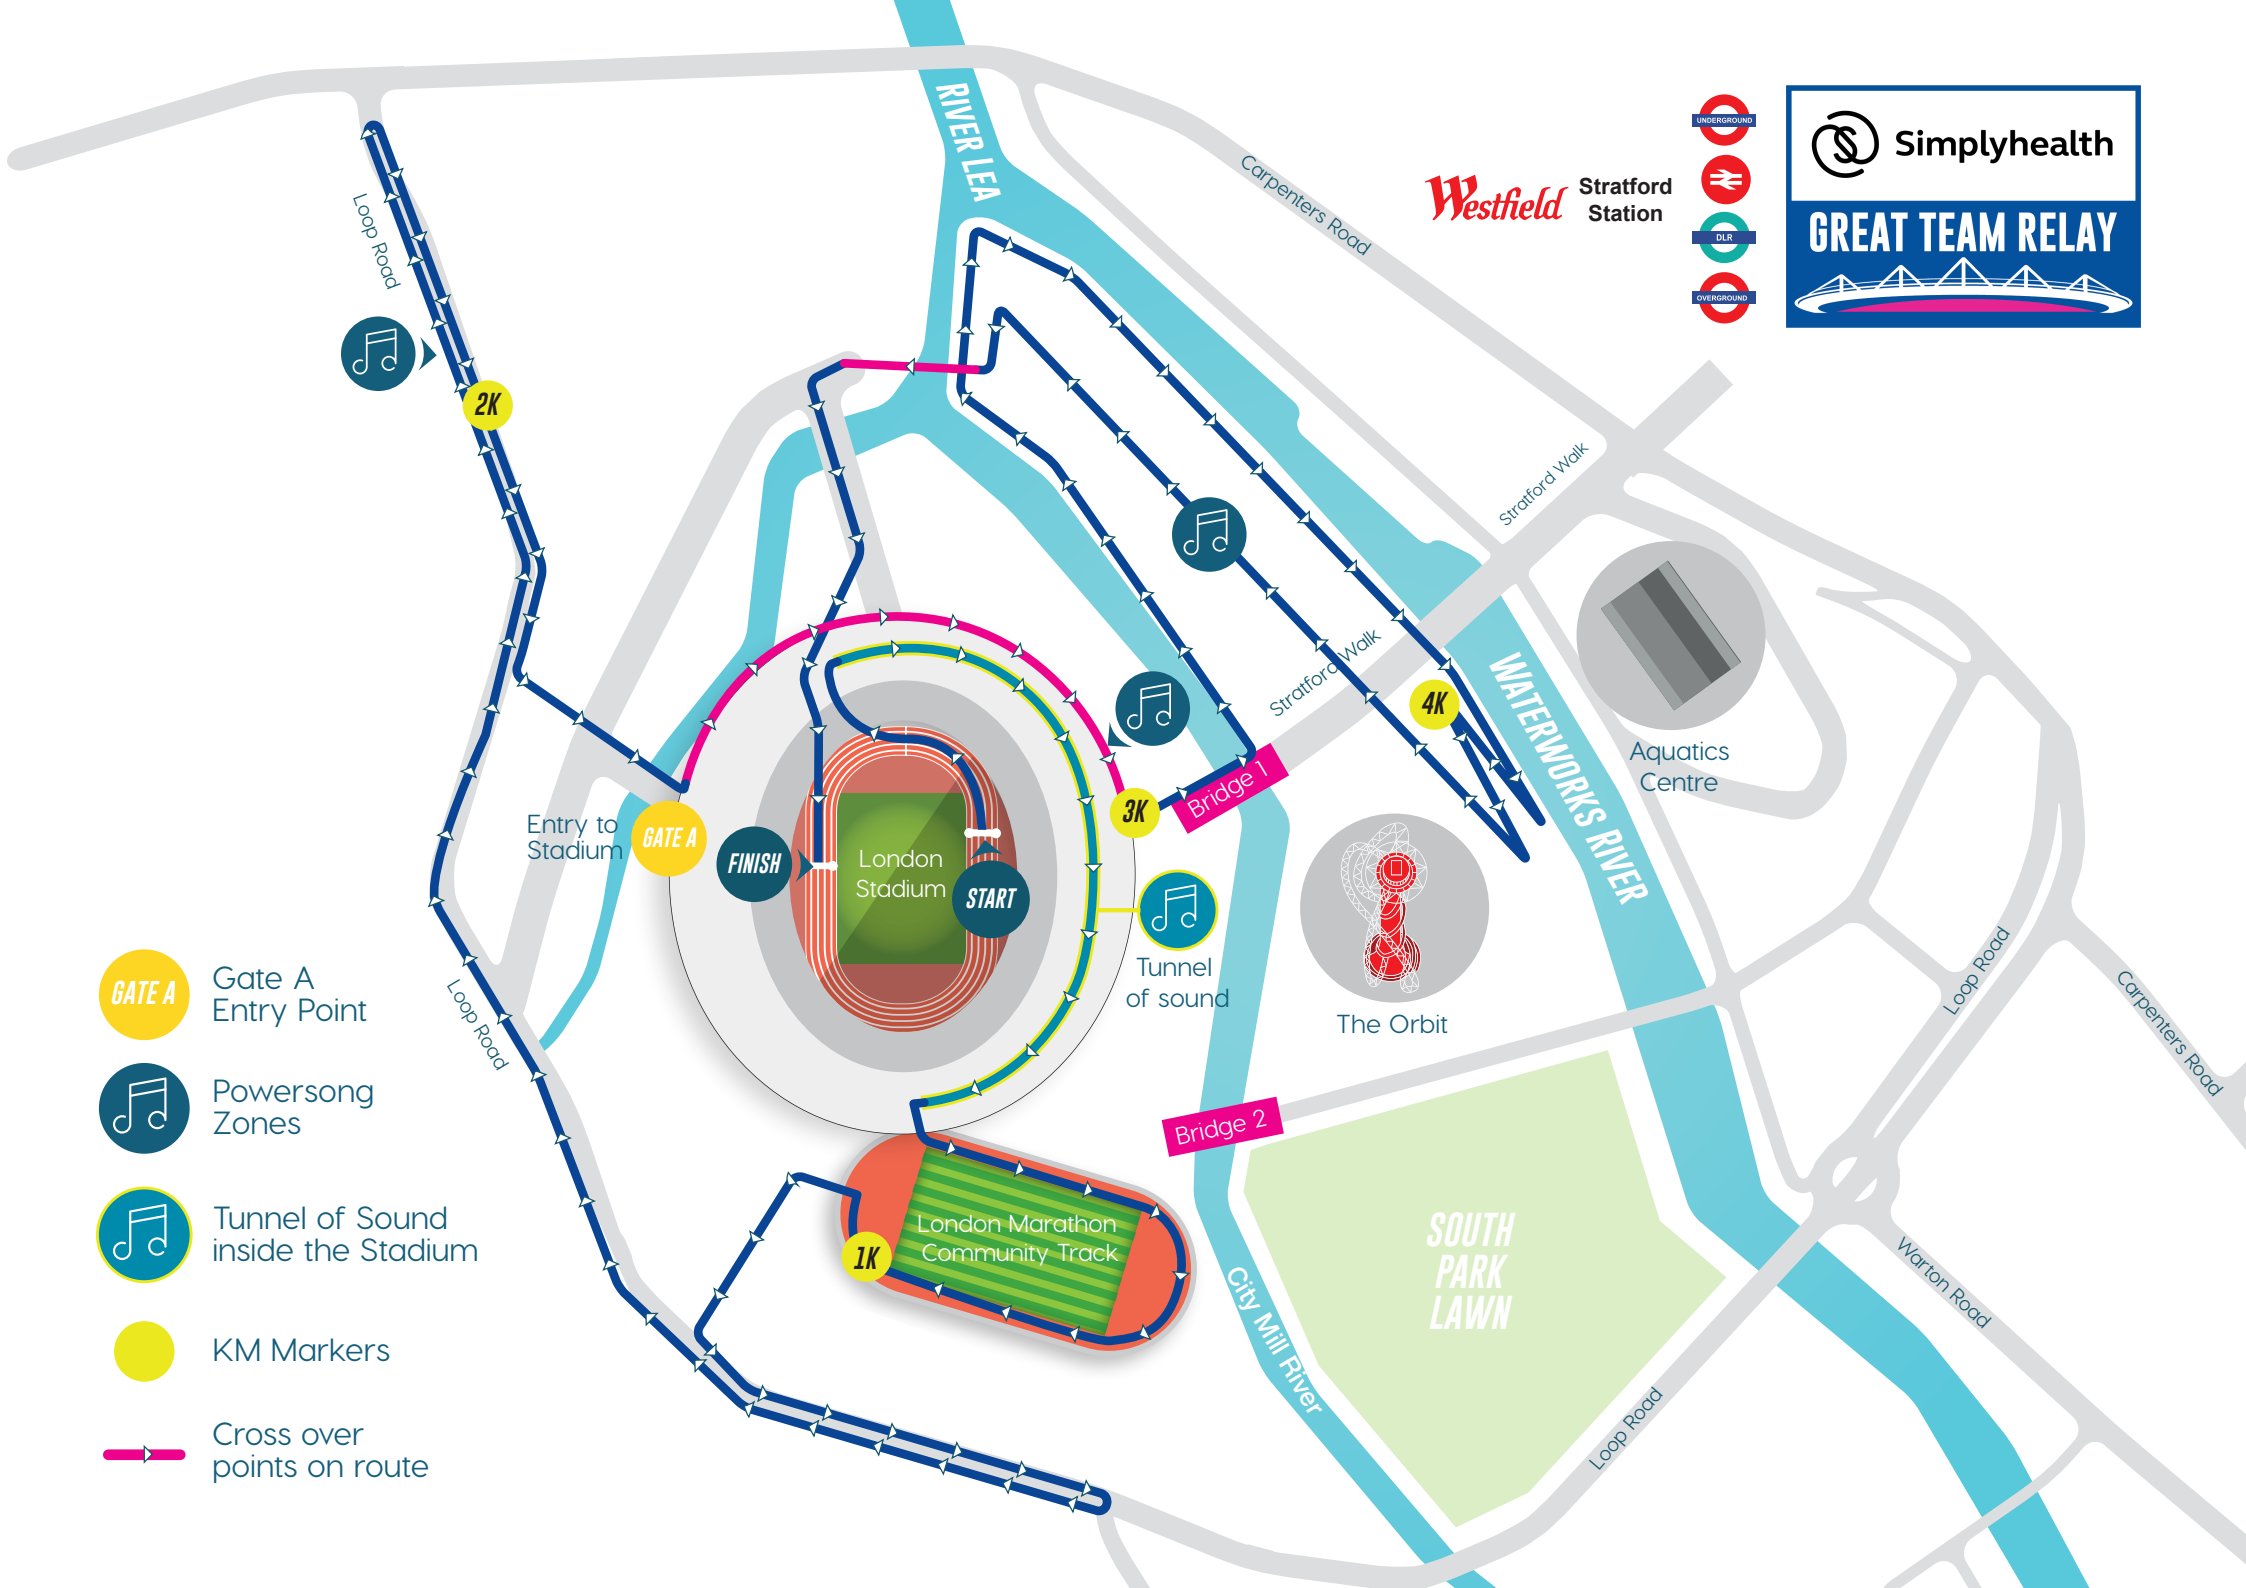 RIVER LEA
Carpenters Road
Westfield
Stratford
Station
UNDERGROUND
DLR
OVERGROUND
Simplyhealth
GREAT TEAM RELAY
Loop Road
2K
Stratford Walk
Stratford Walk
4K
WATERWORKS RIVER
Aquatics
Centre
Bridge 1
3K
Entry to
Stadium
GATE A
FINISH
London
Stadium
START
Tunnel
of sound
The Orbit
Loop Road
Loop Road
Carpenters Road
Bridge 2
London Marathon
Community Track
1K
SOUTH
PARK
LAWN
City Mill River
Warton Road
Loop Road
GATE A
Gate A
Entry Point
Powersong
Zones
Tunnel of Sound
inside the Stadium
KM Markers
Cross over
points on route